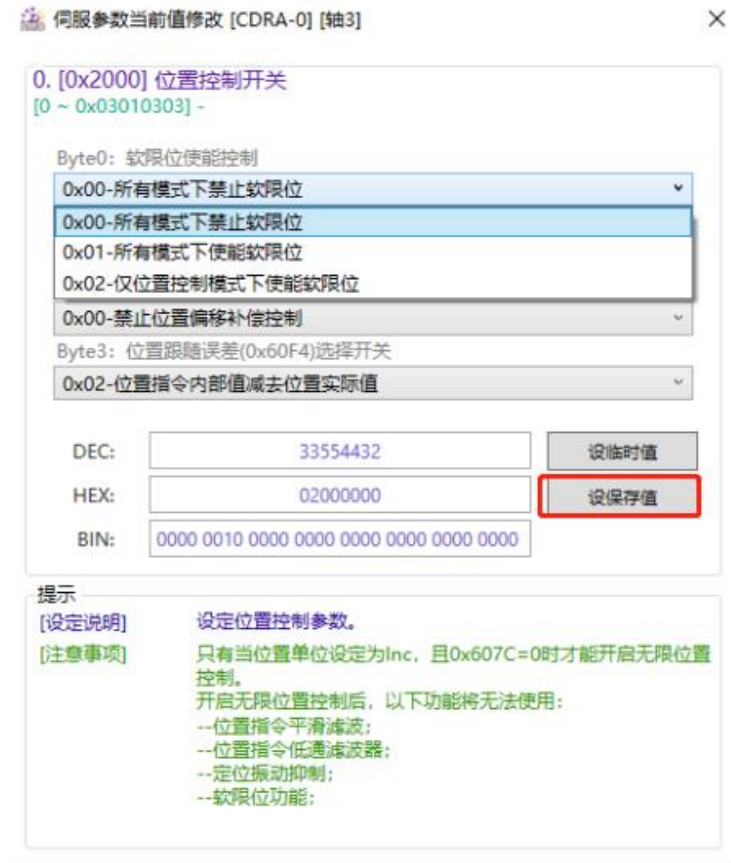 伺服参数当前值修改 [CDRA-0] [轴3]
0. [0x2000] 位置控制开关
[0 ~ 0x03010303] -
Byte0：软限位使能控制
0x00-所有模式下禁止软限位
0x00-所有模式下禁止软限位
0x01-所有模式下使能软限位
0x02-仅位置控制模式下使能软限位
0x00-禁止位置偏移补偿控制
Byte3：位置跟随误差(0x60F4)选择开关
0x02-位置指令内部值减去位置实际值
DEC: 33554432 设临时值
HEX: 02000000 设保存值
BIN: 0000 0010 0000 0000 0000 0000 0000 0000
提示
[设定说明] 设定位置控制参数。
[注意事项] 只有当位置单位设定为Inc，且0x607C=0时才能开启无限位置
控制。
开启无限位置控制后，以下功能将无法使用：
--位置指令平滑滤波;
--位置指令低通滤波器;
--定位振动抑制;
--软限位功能;